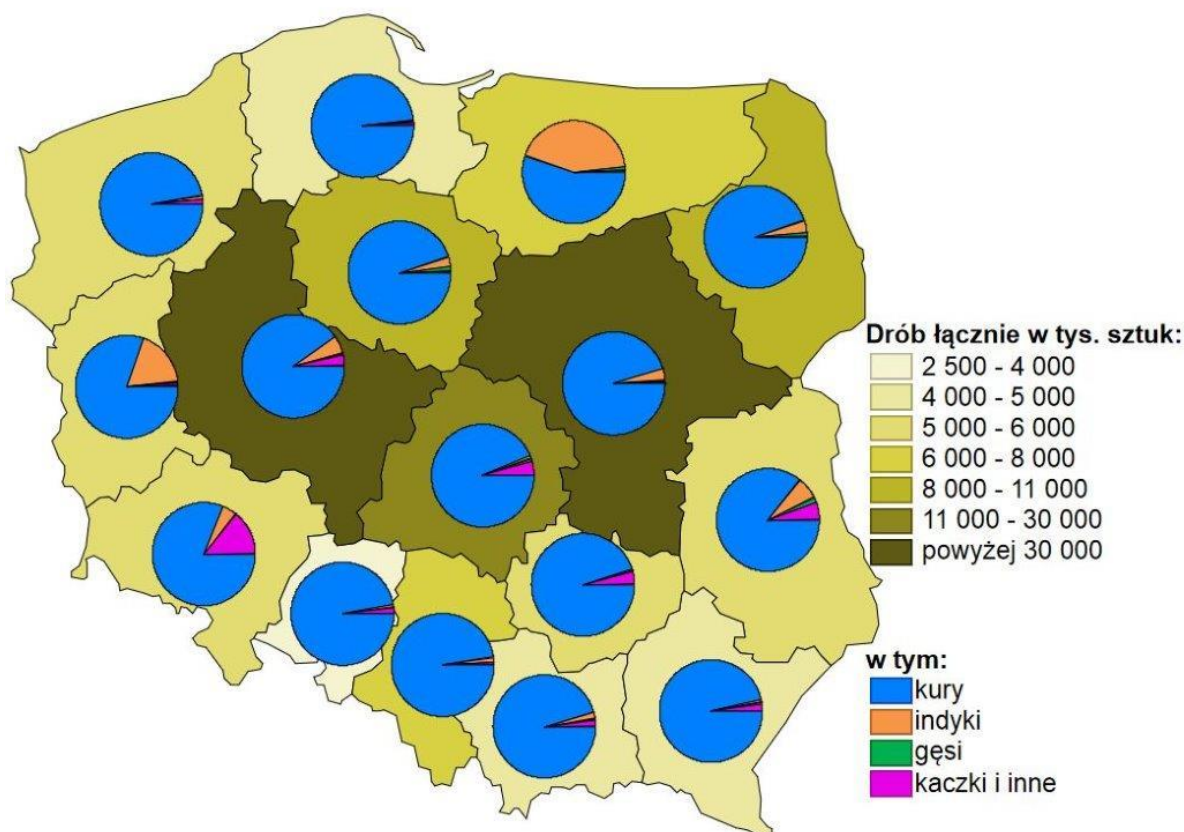 Drób łącznie w tys. sztuk:
2 500 - 4 000
4 000 - 5 000
5 000 - 6 000
6 000 - 8 000
8 000 - 11 000
11 000 - 30 000
powyżej 30 000
w tym:
kury
indyki
gęsi
kaczki i inne